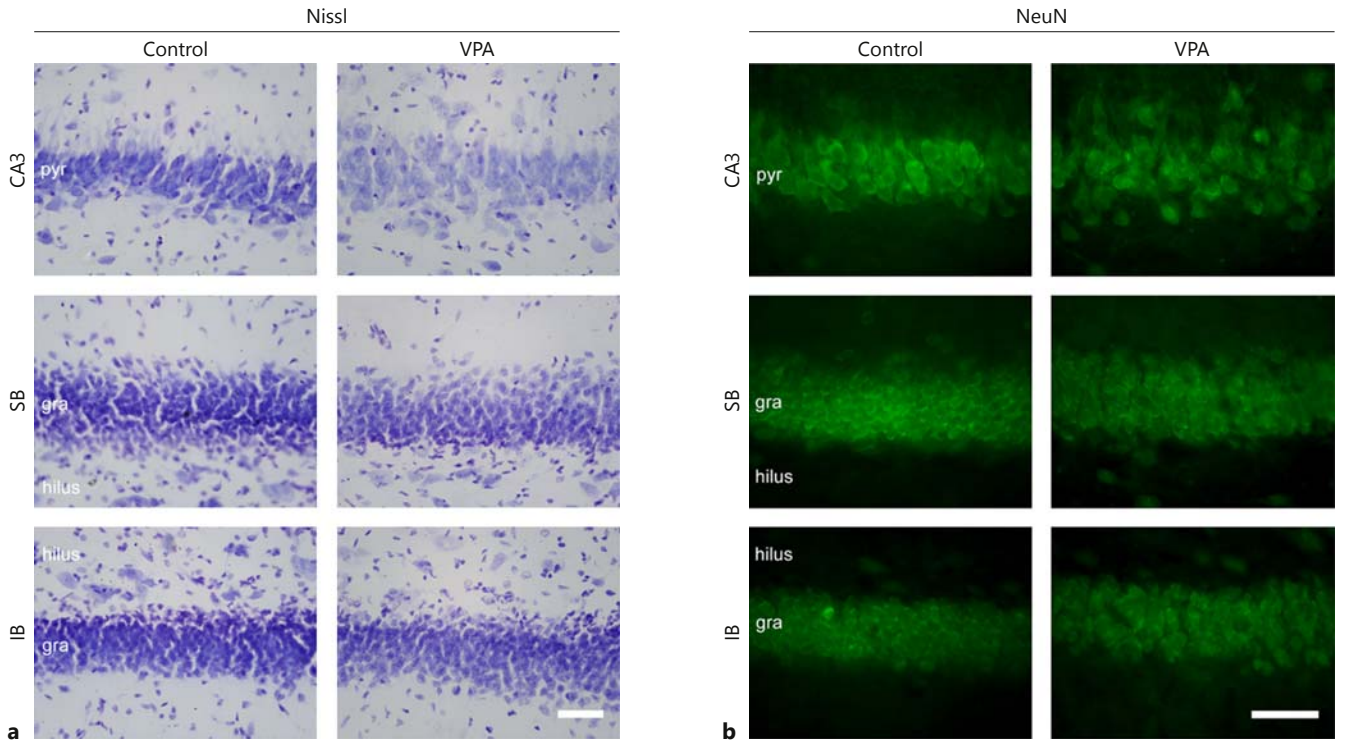 Nissl
Control VPA
CA3
pyr
SB
gra
hilus
IB
hilus
gra
a
NeuN
Control VPA
CA3
pyr
SB
gra
hilus
IB
hilus
gra
b